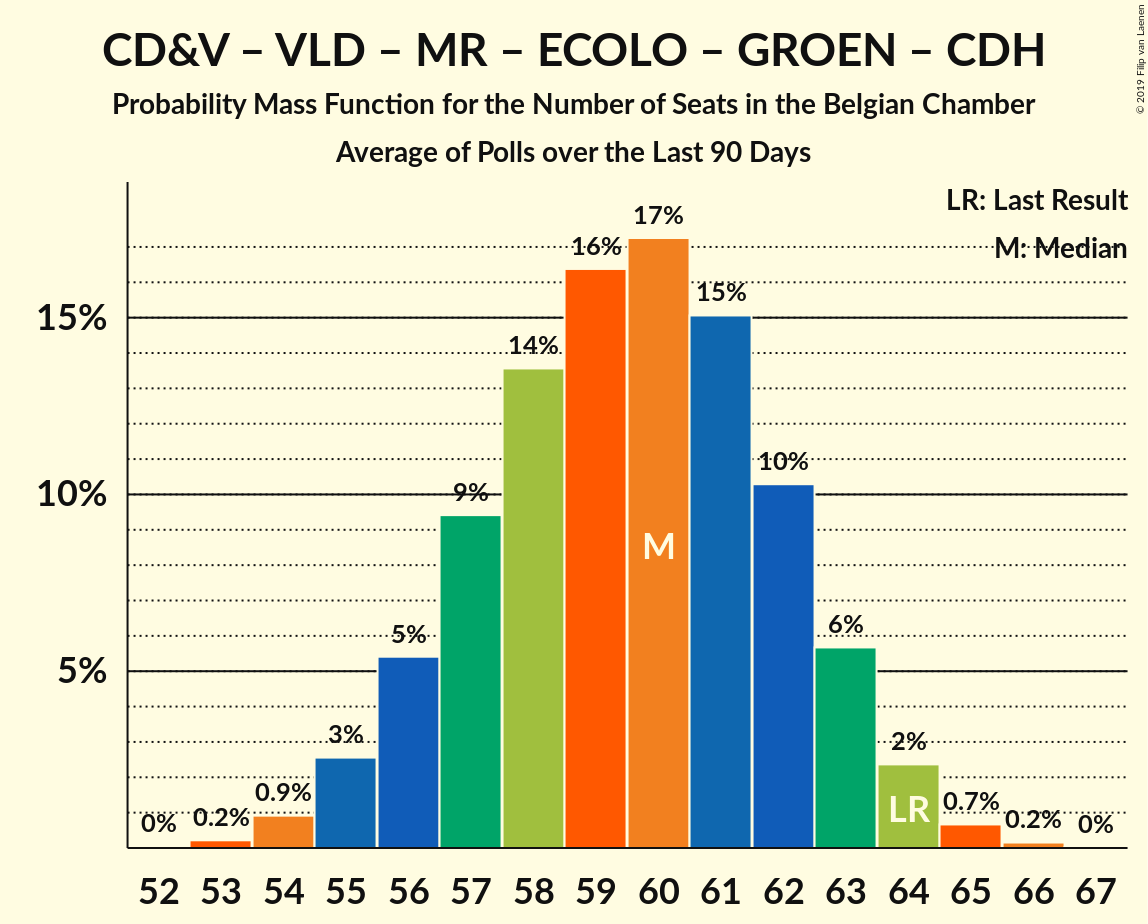 CD&V – VLD – MR – ECOLO – GROEN – CDH
Probability Mass Function for the Number of Seats in the Belgian Chamber
Average of Polls over the Last 90 Days
© 2019 Filip van Laenen
LR: Last Result
M: Median
15%
10%
5%
0%
0.2%
0.9%
3%
5%
9%
14%
16%
17%
15%
10%
6%
2%
0.7%
0.2%
0%
M
LR
52 53 54 55 56 57 58 59 60 61 62 63 64 65 66 67